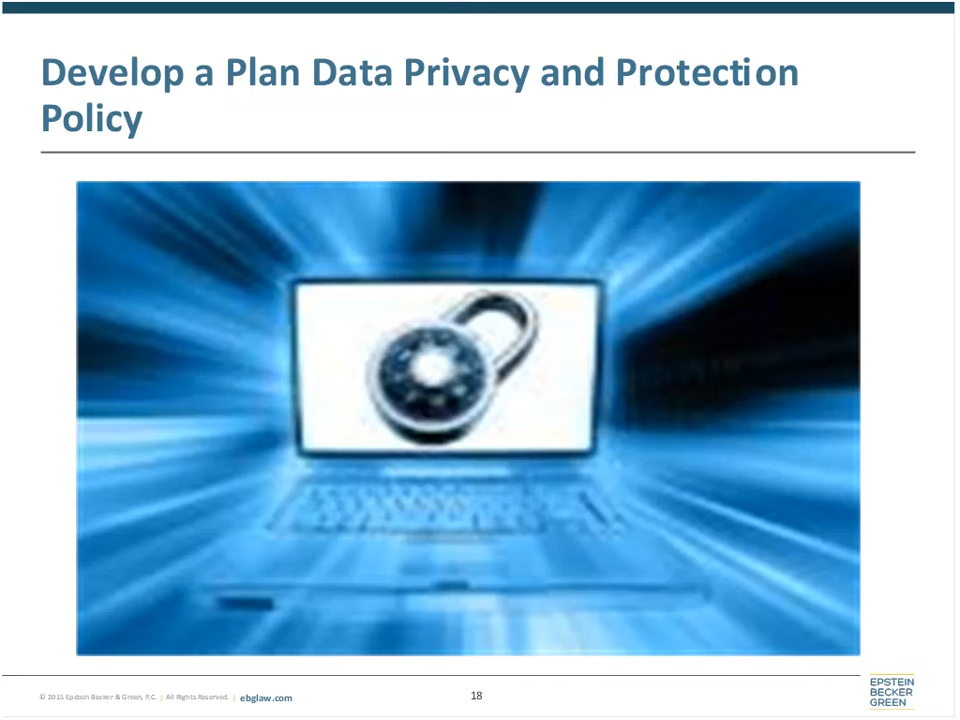 Develop a Plan Data Privacy and Protection
Policy
© 2015 Epstein Becker & Green, P.C. | All Rights Reserved. | ebglaw.com
18
EPSTEIN
BECKER
GREEN